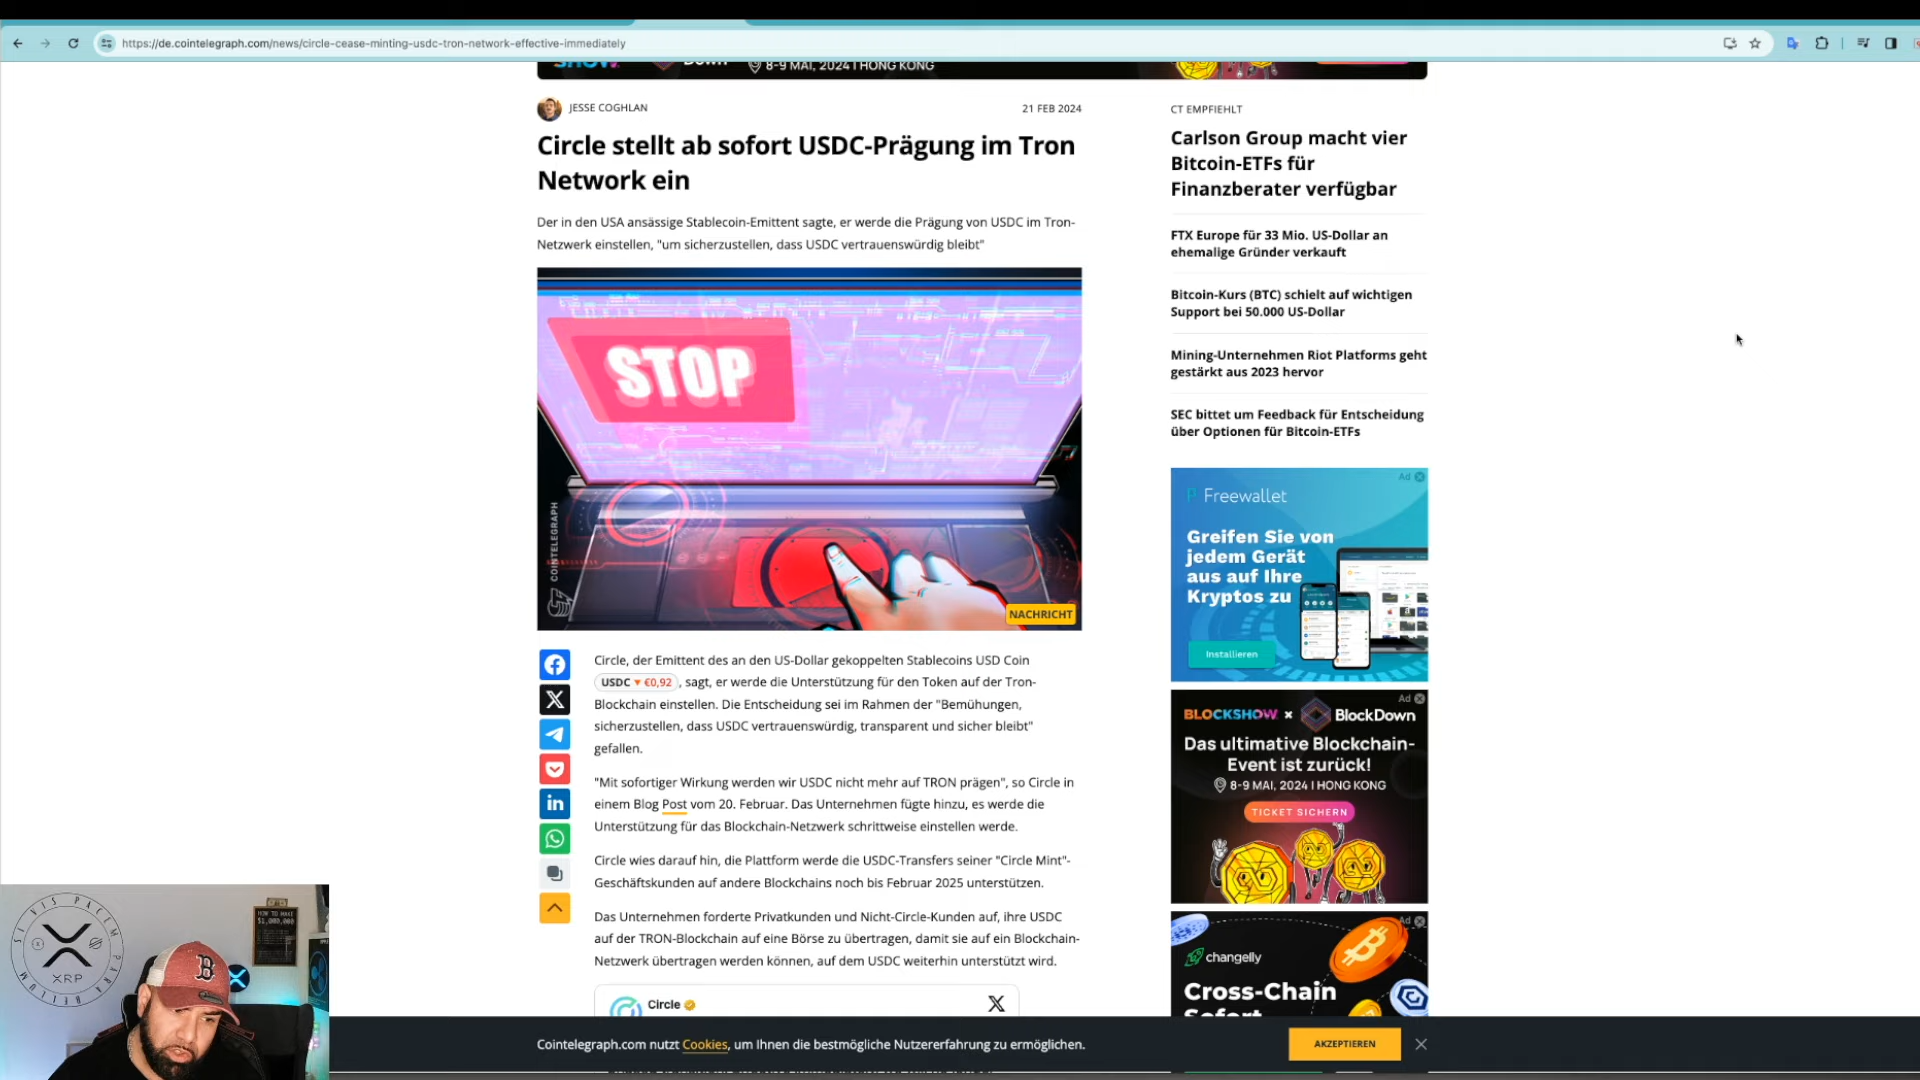 https://de.cointelegraph.com/news/circle-cease-minting-usdc-tron-network-effective-immediately
8-9 MAI, 2024 I HONG KONG
JESSE COGHLAN
21 FEB 2024
Circle stellt ab sofort USDC-Prägung im Tron
Network ein
Der in den USA ansässige Stablecoin-Emittent sagte, er werde die Prägung von USDC im Tron-
Netzwerk einstellen, "um sicherzustellen, dass USDC vertrauenswürdig bleibt"
STOP
COINTELEGRAPH
NACHRICHT
Circle, der Emittent des an den US-Dollar gekoppelten Stablecoins USD Coin
USDC ▼ €0,92 , sagt, er werde die Unterstützung für den Token auf der Tron-
Blockchain einstellen. Die Entscheidung sei im Rahmen der "Bemühungen,
sicherzustellen, dass USDC vertrauenswürdig, transparent und sicher bleibt"
gefallen.
"Mit sofortiger Wirkung werden wir USDC nicht mehr auf TRON prägen", so Circle in
einem Blog Post vom 20. Februar. Das Unternehmen fügte hinzu, es werde die
Unterstützung für das Blockchain-Netzwerk schrittweise einstellen werde.
Circle wies darauf hin, die Plattform werde die USDC-Transfers seiner "Circle Mint"-
Geschäftskunden auf andere Blockchains noch bis Februar 2025 unterstützen.
Das Unternehmen forderte Privatkunden und Nicht-Circle-Kunden auf, ihre USDC
auf der TRON-Blockchain auf eine Börse zu übertragen, damit sie auf ein Blockchain-
Netzwerk übertragen werden können, auf dem USDC weiterhin unterstützt wird.
Circle
CT EMPFIEHLT
Carlson Group macht vier
Bitcoin-ETFs für
Finanzberater verfügbar
FTX Europe für 33 Mio. US-Dollar an
ehemalige Gründer verkauft
Bitcoin-Kurs (BTC) schielt auf wichtigen
Support bei 50.000 US-Dollar
Mining-Unternehmen Riot Platforms geht
gestärkt aus 2023 hervor
SEC bittet um Feedback für Entscheidung
über Optionen für Bitcoin-ETFs
Ad
Freewallet
Greifen Sie von
jedem Gerät
aus auf Ihre
Kryptos zu
Installieren
Ad
BLOCKSHOW × BlockDown
Das ultimative Blockchain-
Event ist zurück!
8-9 MAI, 2024 I HONG KONG
TICKET SICHERN
Ad
changelly
Cross-Chain
SI VIS PACEM PARA BELLUM
XRP
HOW TO MAKE
$1,000,000
B
Cointelegraph.com nutzt Cookies, um Ihnen die bestmögliche Nutzererfahrung zu ermöglichen.
AKZEPTIEREN